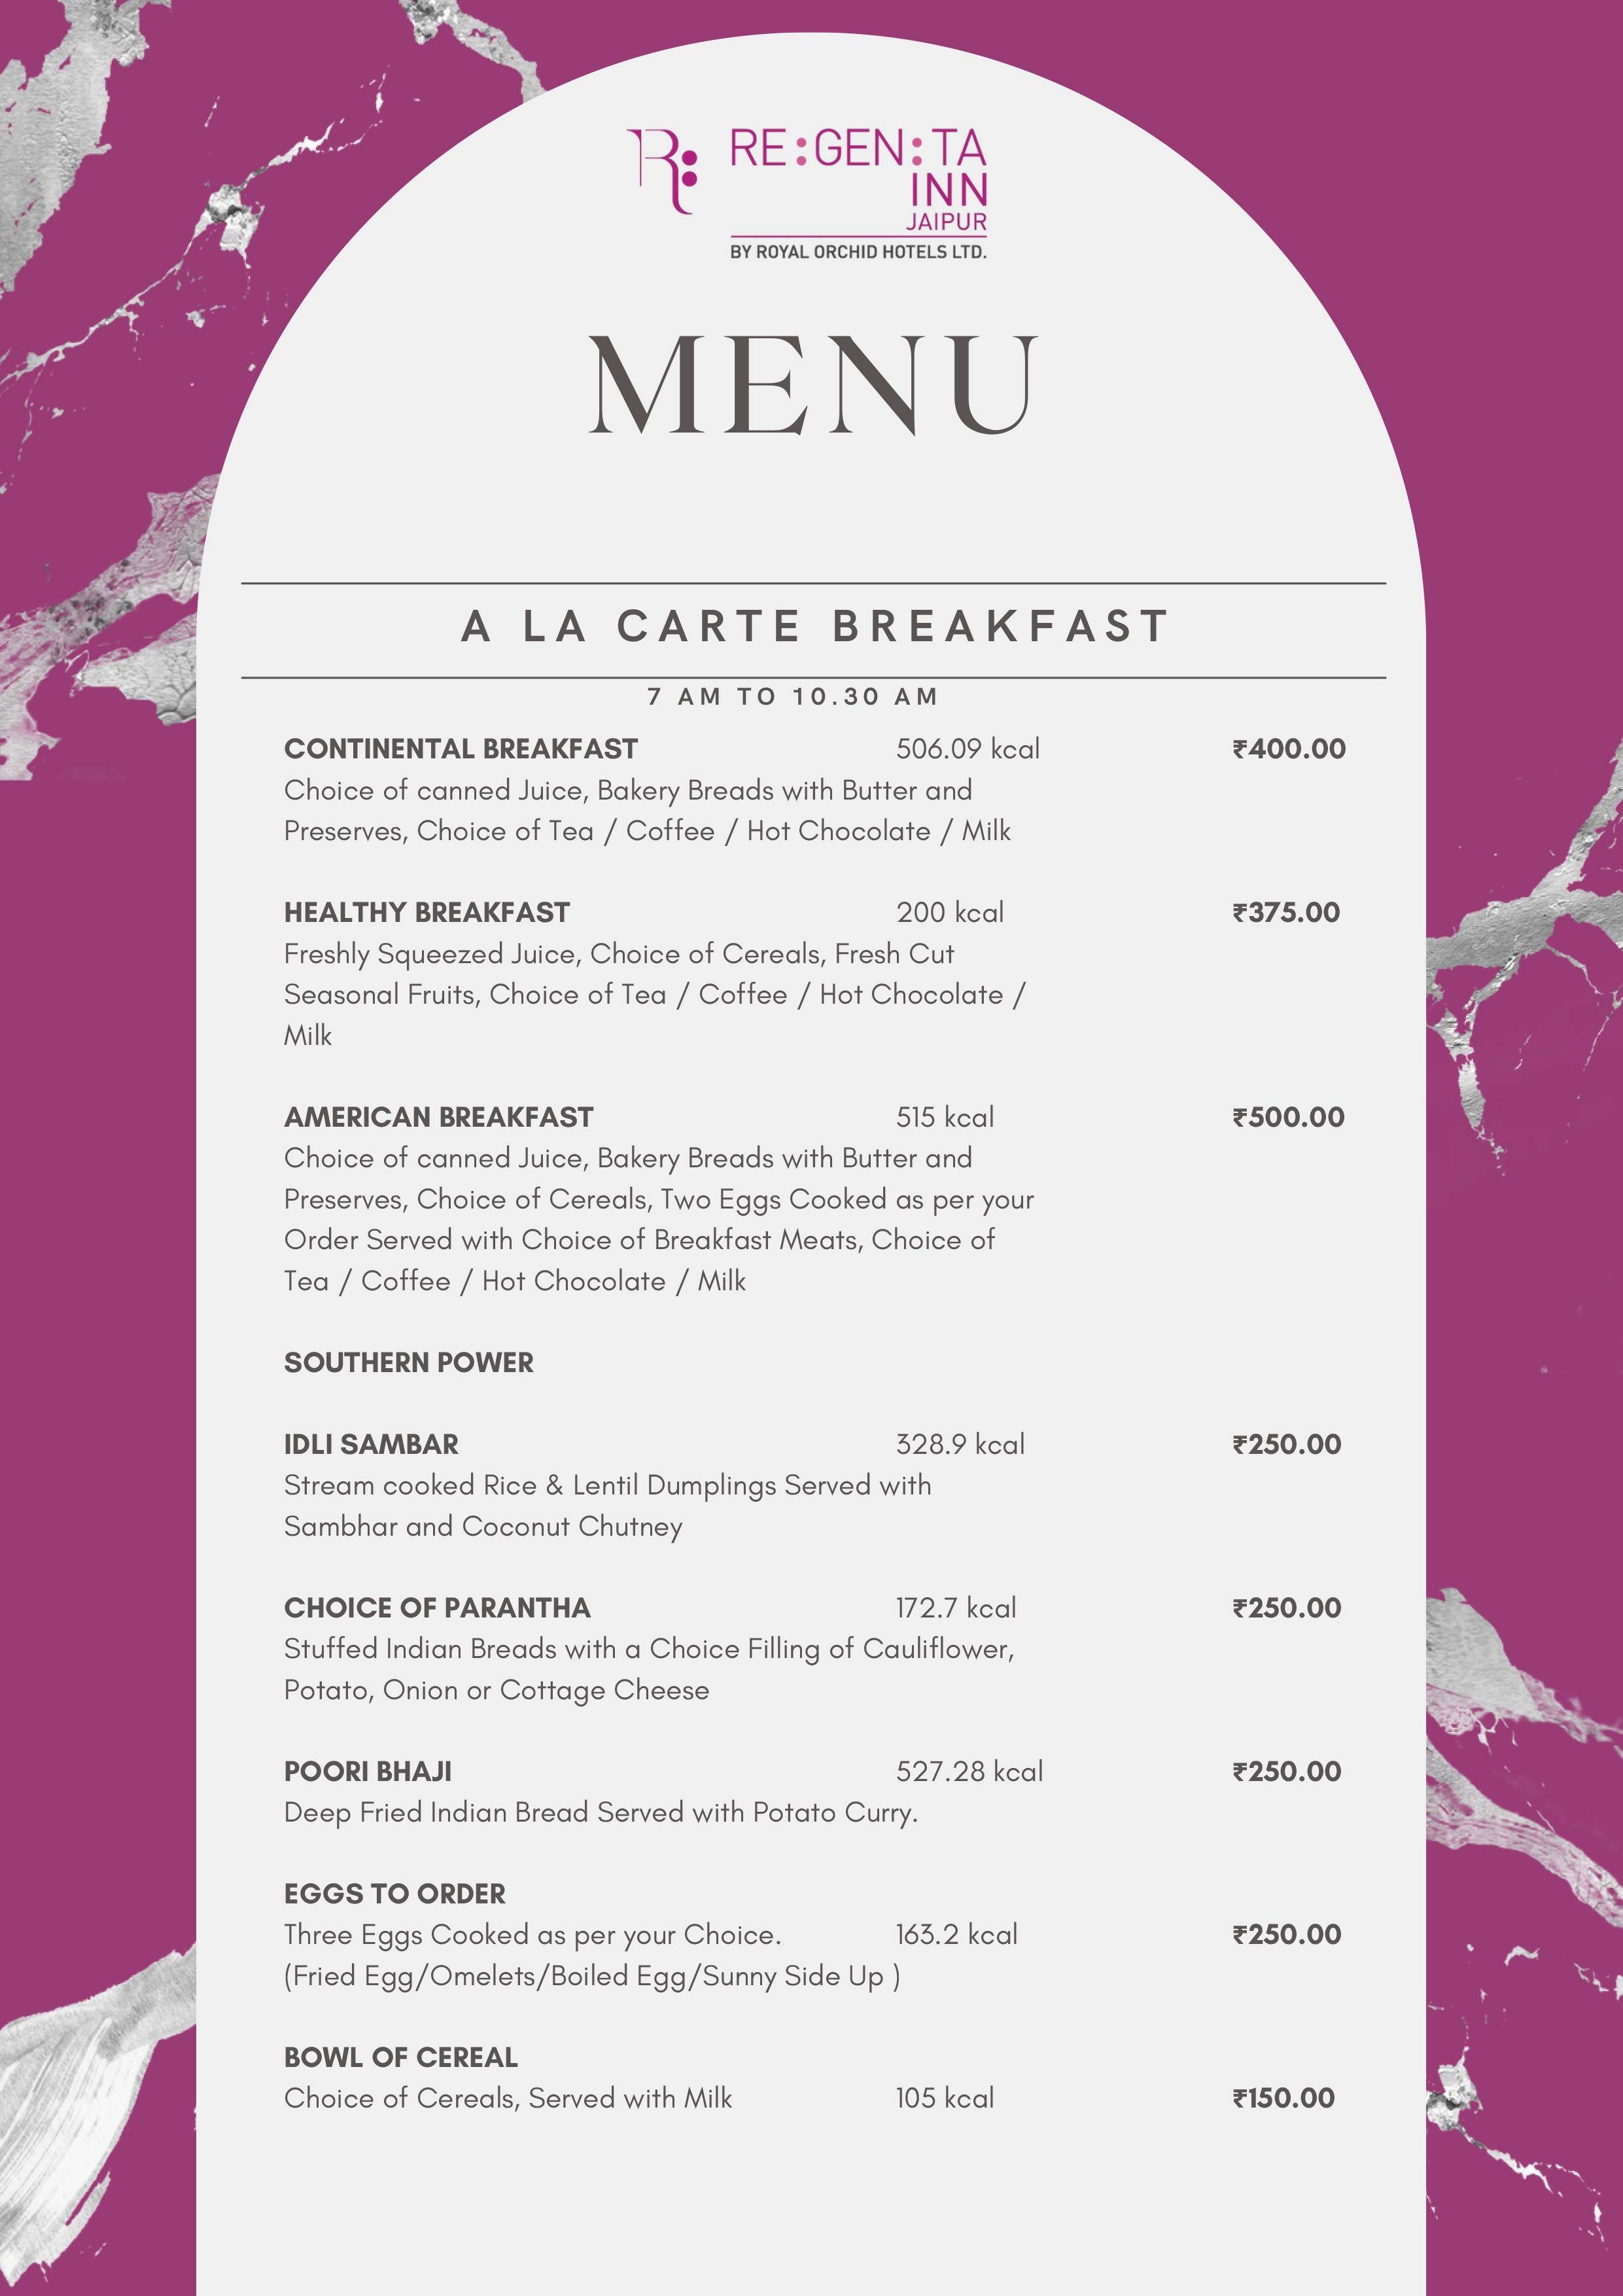 R:
RE:GEN:TA
INN
JAIPUR
BY ROYAL ORCHID HOTELS LTD.
MENU
A LA CARTE BREAKFAST
7 AM TO 10.30 AM
CONTINENTAL BREAKFAST 506.09 kcal ₹400.00
Choice of canned Juice, Bakery Breads with Butter and
Preserves, Choice of Tea / Coffee / Hot Chocolate / Milk
HEALTHY BREAKFAST 200 kcal ₹375.00
Freshly Squeezed Juice, Choice of Cereals, Fresh Cut
Seasonal Fruits, Choice of Tea / Coffee / Hot Chocolate /
Milk
AMERICAN BREAKFAST 515 kcal ₹500.00
Choice of canned Juice, Bakery Breads with Butter and
Preserves, Choice of Cereals, Two Eggs Cooked as per your
Order Served with Choice of Breakfast Meats, Choice of
Tea / Coffee / Hot Chocolate / Milk
SOUTHERN POWER
IDLI SAMBAR 328.9 kcal ₹250.00
Stream cooked Rice & Lentil Dumplings Served with
Sambhar and Coconut Chutney
CHOICE OF PARANTHA 172.7 kcal ₹250.00
Stuffed Indian Breads with a Choice Filling of Cauliflower,
Potato, Onion or Cottage Cheese
POORI BHAJI 527.28 kcal ₹250.00
Deep Fried Indian Bread Served with Potato Curry.
EGGS TO ORDER
Three Eggs Cooked as per your Choice. 163.2 kcal ₹250.00
(Fried Egg/Omelets/Boiled Egg/Sunny Side Up )
BOWL OF CEREAL
Choice of Cereals, Served with Milk 105 kcal ₹150.00